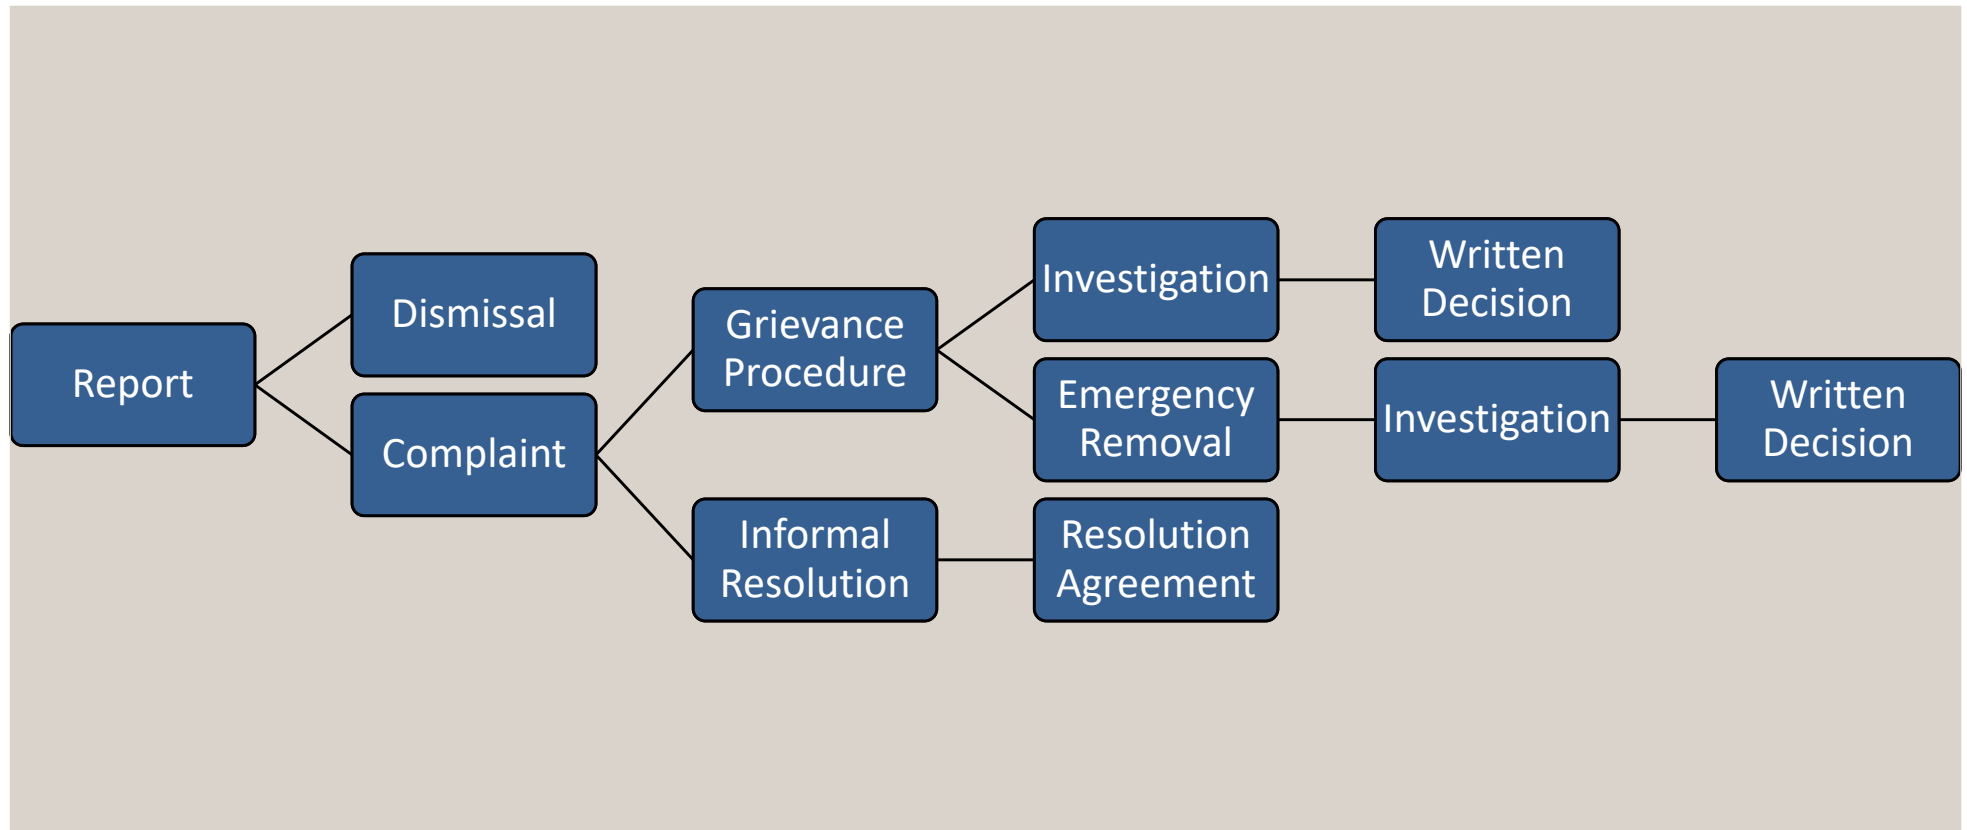 Report
Dismissal
Complaint
Grievance
Procedure
Informal
Resolution
Investigation
Emergency
Removal
Resolution
Agreement
Written
Decision
Investigation
Written
Decision